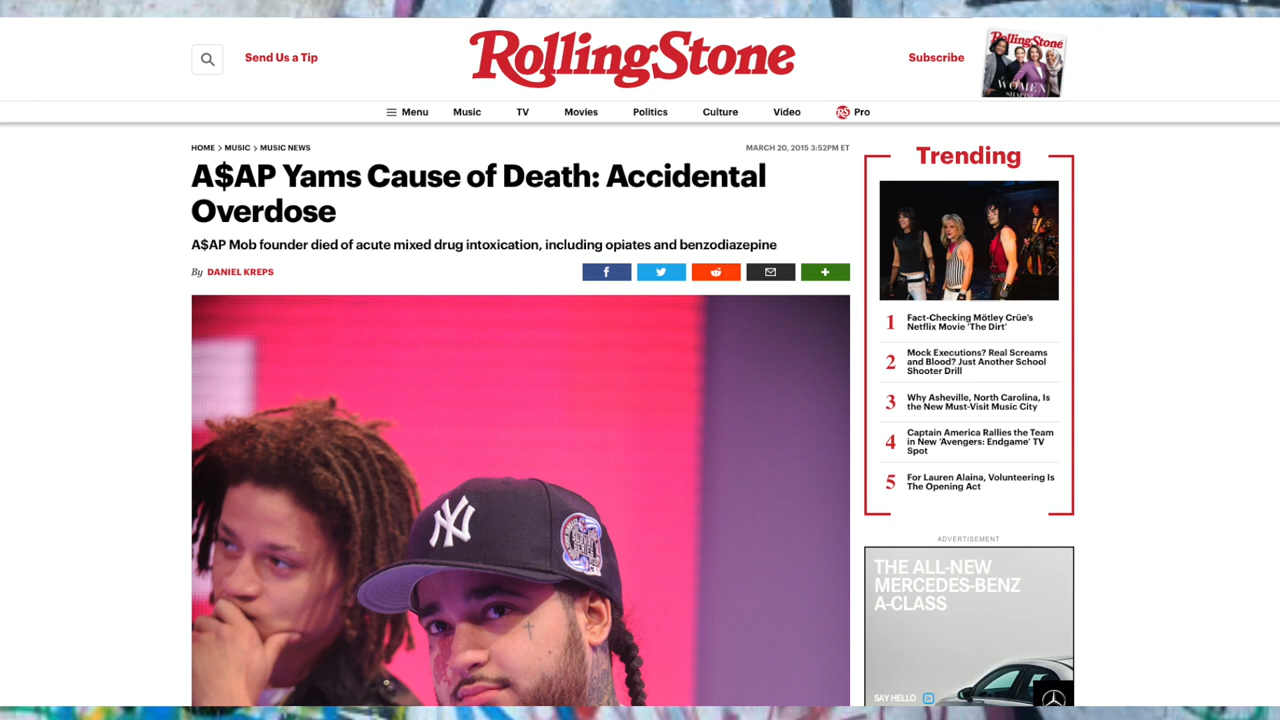 Send Us a Tip
RollingStone
Subscribe
RollingStone
WOMEN
Menu
Music
TV
Movies
Politics
Culture
Video
RS Pro
HOME > MUSIC > MUSIC NEWS
MARCH 20, 2015 3:52PM ET
A$AP Yams Cause of Death: Accidental
Overdose
A$AP Mob founder died of acute mixed drug intoxication, including opiates and benzodiazepine
By DANIEL KREPS
NY
Trending
1 Fact-Checking Mötley Crüe's
Netflix Movie 'The Dirt'
2 Mock Executions? Real Screams
and Blood? Just Another School
Shooter Drill
3 Why Asheville, North Carolina, Is
the New Must-Visit Music City
4 Captain America Rallies the Team
in New 'Avengers: Endgame' TV
Spot
5 For Lauren Alaina, Volunteering Is
The Opening Act
ADVERTISEMENT
THE ALL-NEW
MERCEDES-BENZ
A-CLASS
SAY HELLO